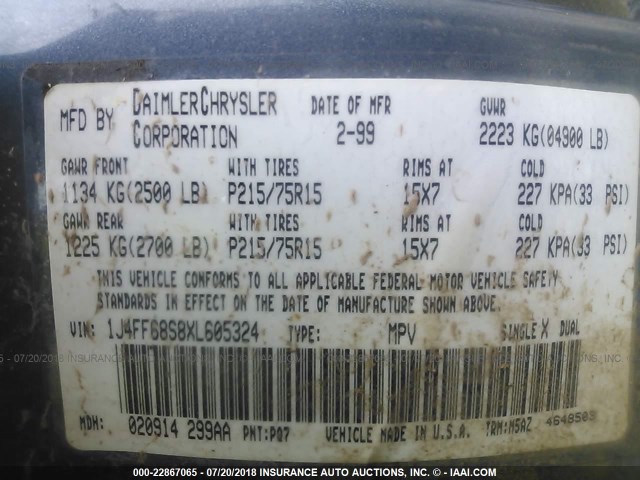 MFD BY DAIMLERCHRYSLER CORPORATION DATE OF MFR 2-99 GVWR 2223 KG(04900 LB)
GAWR FRONT WITH TIRES RIMS AT COLD
1134 KG(2500 LB) P215/75R15 15X7 227 KPA(33 PSI)
GAWR REAR WITH TIRES RIMS AT COLD
1225 KG(2700 LB) P215/75R15 15X7 227 KPA(33 PSI)
THIS VEHICLE CONFORMS TO ALL APPLICABLE FEDERAL MOTOR VEHICLE SAFETY
STANDARDS IN EFFECT ON THE DATE OF MANUFACTURE SHOWN ABOVE.
VIN: 1J4FF68S8XL605324 TYPE: MPV SINGLE X DUAL
MDH: 020914 299AA PNT: PQ7 VEHICLE MADE IN U.S.A. TRM: M5AZ 4648503
000-22867065 - 07/20/2018 - INSURANCE AUTO AUCTIONS, INC. - © - IAAI.COM